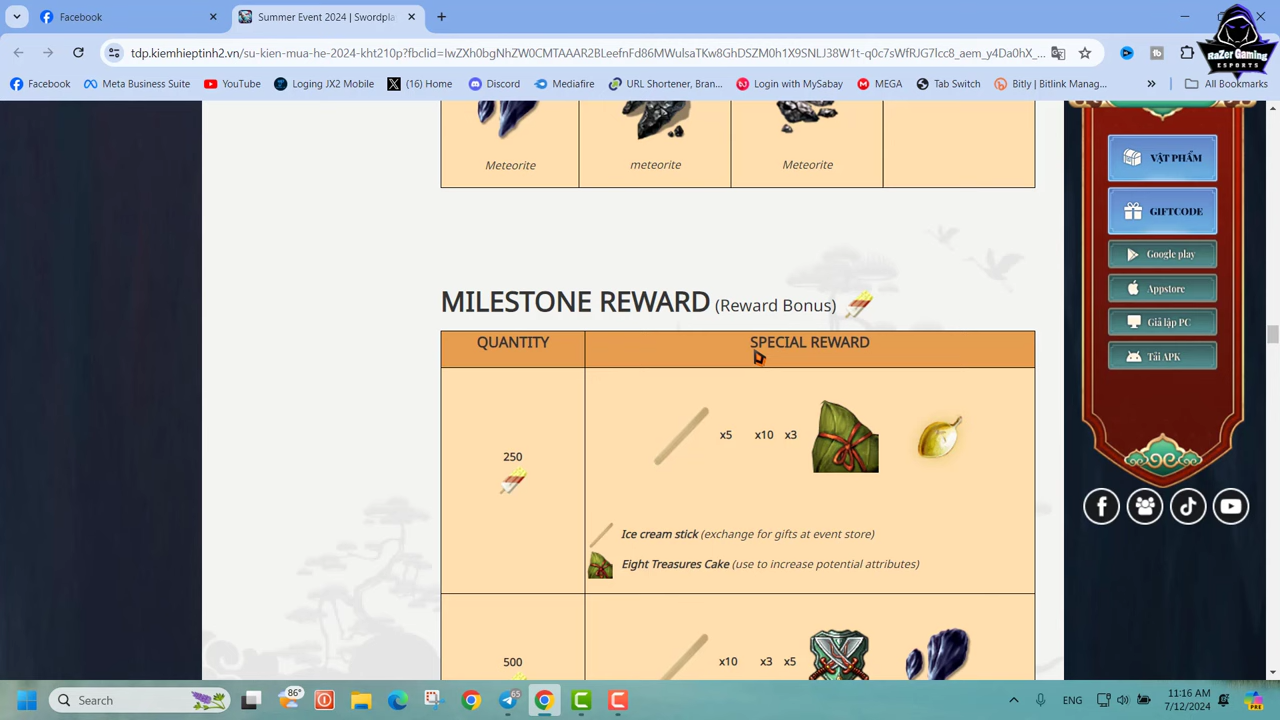 Facebook
Summer Event 2024 | Swordpla
RaZer Gaming
ESPORTS
tdp.kiemhieptinh2.vn/su-kien-mua-he-2024-kht210p?fbclid=
Facebook
Meta Business Suite
YouTube
Loging JX2 Mobile
(16) Home
Discord
Mediafire
URL Shortener, Bran...
Login with MySabay
MEGA
Tab Switch
Bitly | Bitlink Manag...
All Bookmarks
Meteorite
meteorite
Meteorite
VẬT PHẨM
GIFTCODE
Google play
Appstore
Giả lập PC
Tải APK
MILESTONE REWARD (Reward Bonus)
QUANTITY
SPECIAL REWARD
250
x5 x10 x3
Ice cream stick (exchange for gifts at event store)
Eight Treasures Cake (use to increase potential attributes)
500
x10 x3 x5
Search
86°
65
ENG
11:16 AM
7/12/2024
PRE